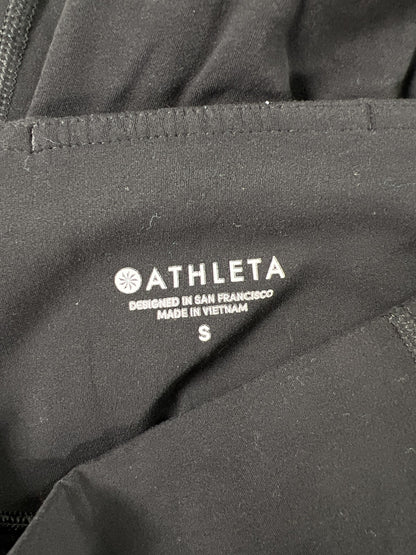 ATHLETA
DESIGNED IN SAN FRANCISCO
MADE IN VIETNAM
S